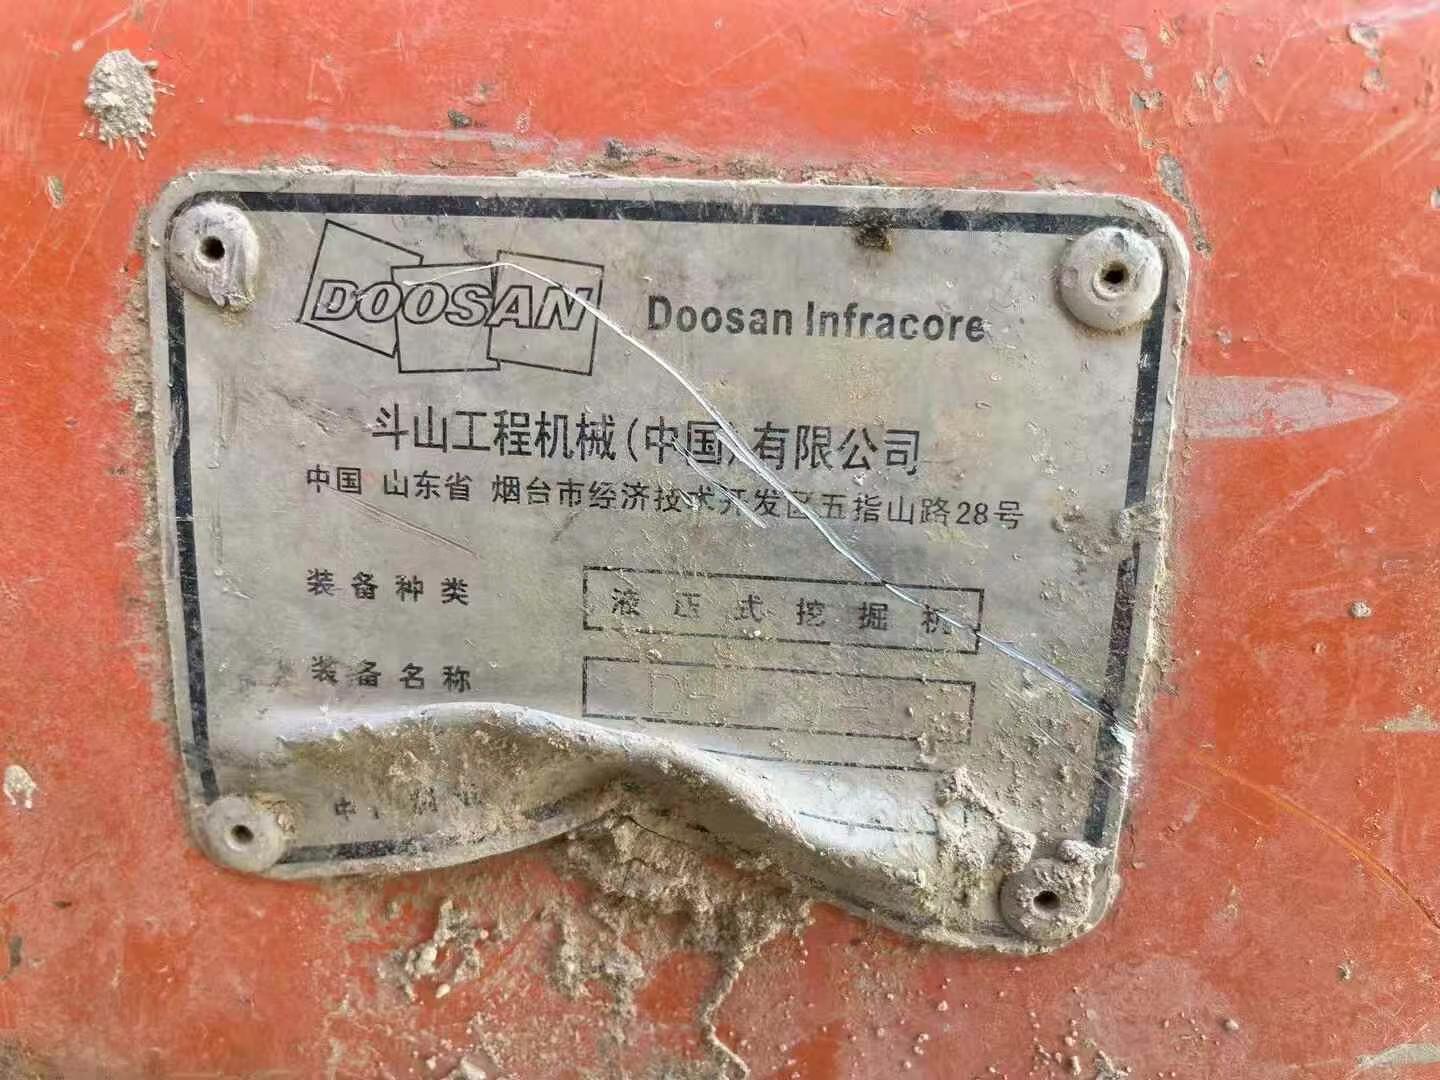 DOOSAN Doosan Infracore
斗山工程机械(中国)有限公司
中国 山东省 烟台市经济技术开发区五指山路28号
装备种类 液压式挖掘机
装备名称